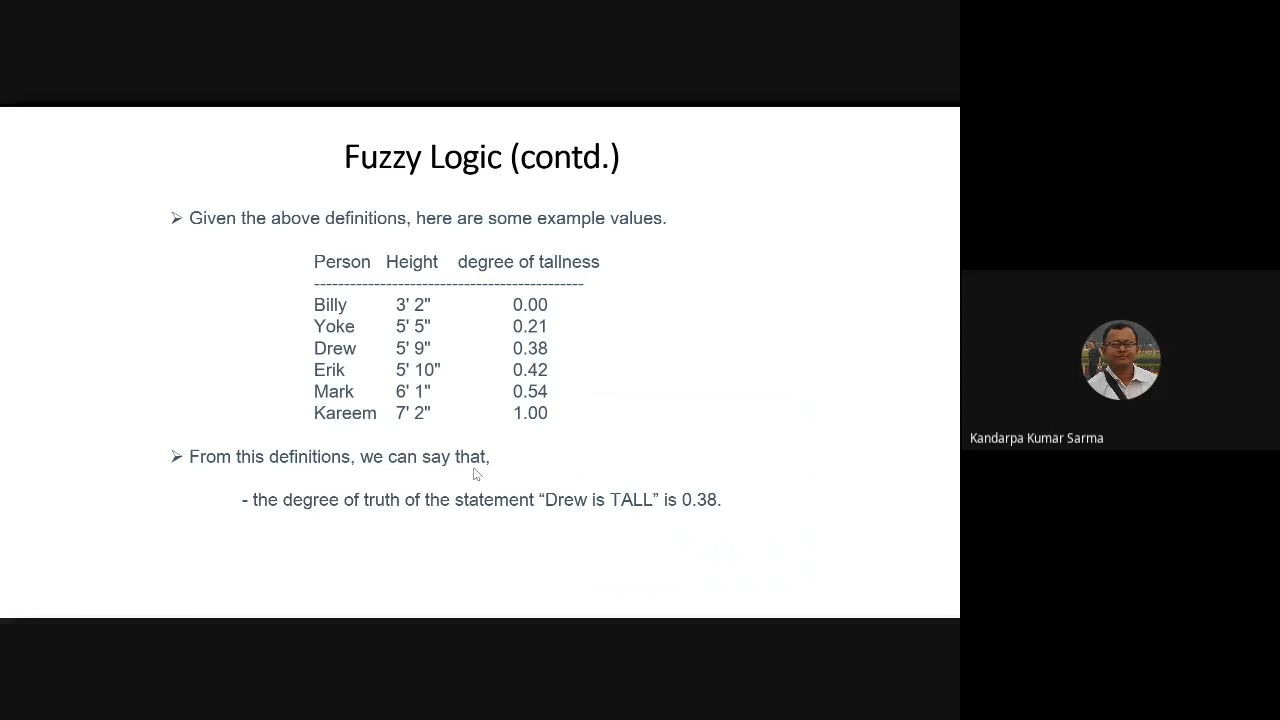 Fuzzy Logic (contd.)
➢ Given the above definitions, here are some example values.
Person Height degree of tallness
---------------------------------------------
Billy 3' 2" 0.00
Yoke 5' 5" 0.21
Drew 5' 9" 0.38
Erik 5' 10" 0.42
Mark 6' 1" 0.54
Kareem 7' 2" 1.00
➢ From this definitions, we can say that,
- the degree of truth of the statement “Drew is TALL” is 0.38.
Kandarpa Kumar Sarma